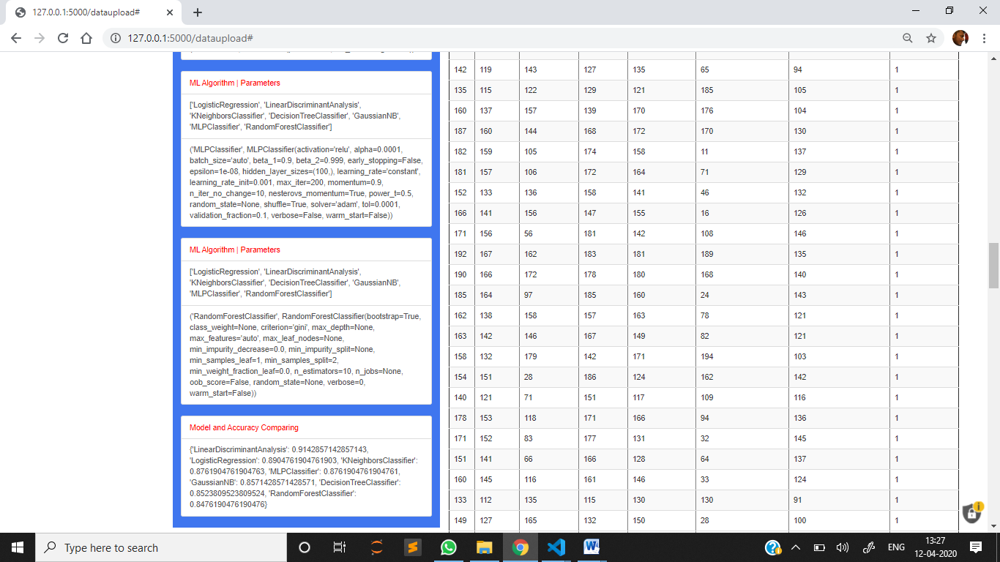 127.0.0.1:5000/dataupload#
127.0.0.1:5000/dataupload#
ML Algorithm | Parameters
['LogisticRegression', 'LinearDiscriminantAnalysis',
'KNeighborsClassifier', 'DecisionTreeClassifier', 'GaussianNB',
'MLPClassifier', 'RandomForestClassifier']
('MLPClassifier', MLPClassifier(activation='relu', alpha=0.0001,
batch_size='auto', beta_1=0.9, beta_2=0.999, early_stopping=False,
epsilon=1e-08, hidden_layer_sizes=(100,), learning_rate='constant',
learning_rate_init=0.001, max_iter=200, momentum=0.9,
n_iter_no_change=10, nesterovs_momentum=True, power_t=0.5,
random_state=None, shuffle=True, solver='adam', tol=0.0001,
validation_fraction=0.1, verbose=False, warm_start=False))
ML Algorithm | Parameters
['LogisticRegression', 'LinearDiscriminantAnalysis',
'KNeighborsClassifier', 'DecisionTreeClassifier', 'GaussianNB',
'MLPClassifier', 'RandomForestClassifier']
('RandomForestClassifier', RandomForestClassifier(bootstrap=True,
class_weight=None, criterion='gini', max_depth=None,
max_features='auto', max_leaf_nodes=None,
min_impurity_decrease=0.0, min_impurity_split=None,
min_samples_leaf=1, min_samples_split=2,
min_weight_fraction_leaf=0.0, n_estimators=10, n_jobs=None,
oob_score=False, random_state=None, verbose=0,
warm_start=False))
Model and Accuracy Comparing
{'LinearDiscriminantAnalysis': 0.9142857142857143,
'LogisticRegression': 0.8904761904761903, 'KNeighborsClassifier':
0.8761904761904763, 'MLPClassifier': 0.8761904761904761,
'GaussianNB': 0.8571428571428571, 'DecisionTreeClassifier':
0.8523809523809524, 'RandomForestClassifier':
0.8476190476190476}
142 119 143 127 135 65 94 1
135 115 122 129 121 185 105 1
160 137 157 139 170 176 104 1
187 160 144 168 172 170 130 1
182 159 105 174 158 11 137 1
181 157 106 172 164 71 129 1
152 133 136 158 141 46 132 1
166 141 156 147 155 16 126 1
171 156 56 181 142 108 146 1
192 167 162 183 181 189 135 1
190 166 172 178 180 168 140 1
185 164 97 185 160 24 143 1
162 138 158 157 163 78 121 1
163 142 146 167 149 82 121 1
158 132 179 142 171 194 103 1
154 151 28 186 124 162 142 1
140 121 71 151 117 109 116 1
178 153 118 171 166 94 136 1
171 152 83 177 131 32 145 1
151 141 66 166 128 64 137 1
160 145 116 161 146 33 124 1
133 112 135 115 130 130 91 1
149 127 165 132 150 28 100 1
Type here to search
ENG
13:27
12-04-2020